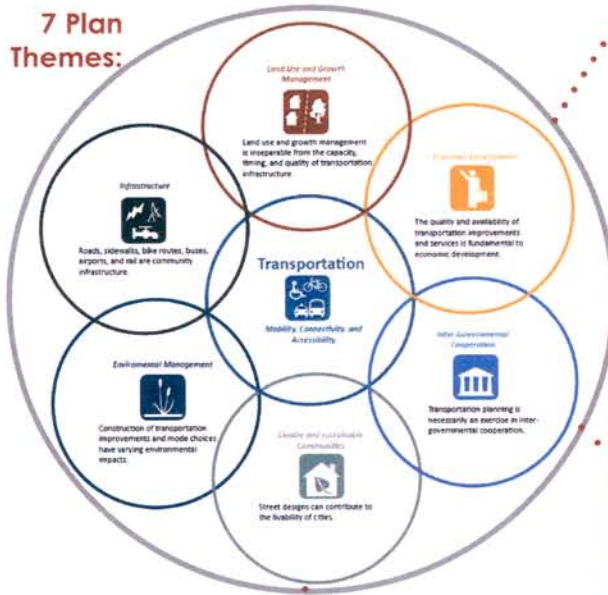 7 Plan
Themes:
Land Use and Growth
Management
Land use and growth management
is inseparable from the capacity,
timing, and quality of transportation
infrastructure.
Economic Development
The quality and availability of
transportation improvements
and services is fundamental to
economic development.
Infrastructure
Roads, sidewalks, bike routes, buses,
airports, and rail are community
infrastructure.
Transportation
Mobility, Connectivity, and
Accessibility
Inter-Governmental
Cooperation
Transportation planning is
necessarily an exercise in inter-
governmental cooperation.
Enviromental Management
Construction of transportation
improvements and mode choices
have varying environmental
impacts.
Livable and sustainable
Communities
Street designs can contribute to
the livability of cities.